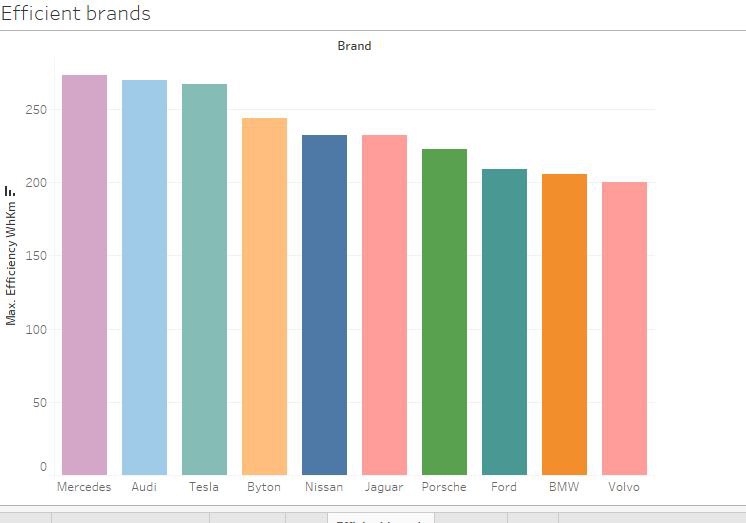 Efficient brands
Brand
250
200
150
100
50
0
Max. Efficiency WhKm
Mercedes Audi Tesla Byton Nissan Jaguar Porsche Ford BMW Volvo